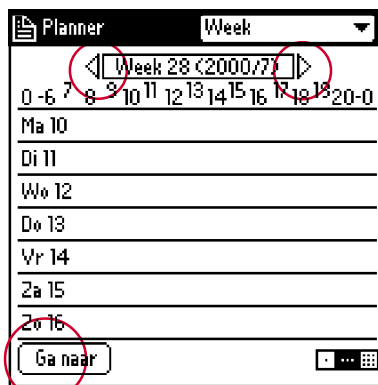 Planner Week
Week 28 (2000/7)
0-6 7 8 9 10 11 12 13 14 15 16 17 18 19 20-0
Ma 10
Di 11
Wo 12
Do 13
Vr 14
Za 15
Zo 16
Ga naar